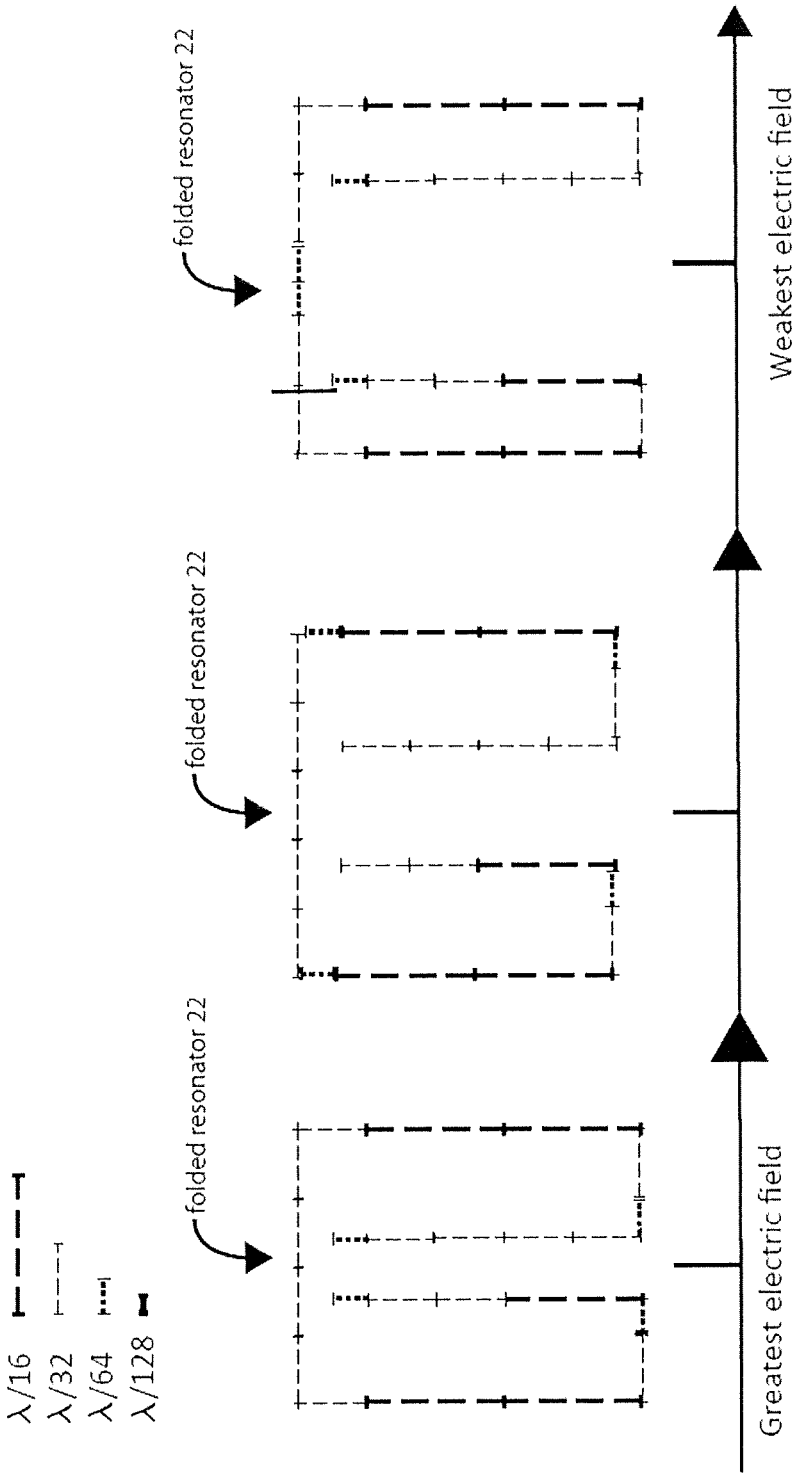 λ/16
λ/32
λ/64
λ/128
folded resonator 22
folded resonator 22
folded resonator 22
Greatest electric field
Weakest electric field